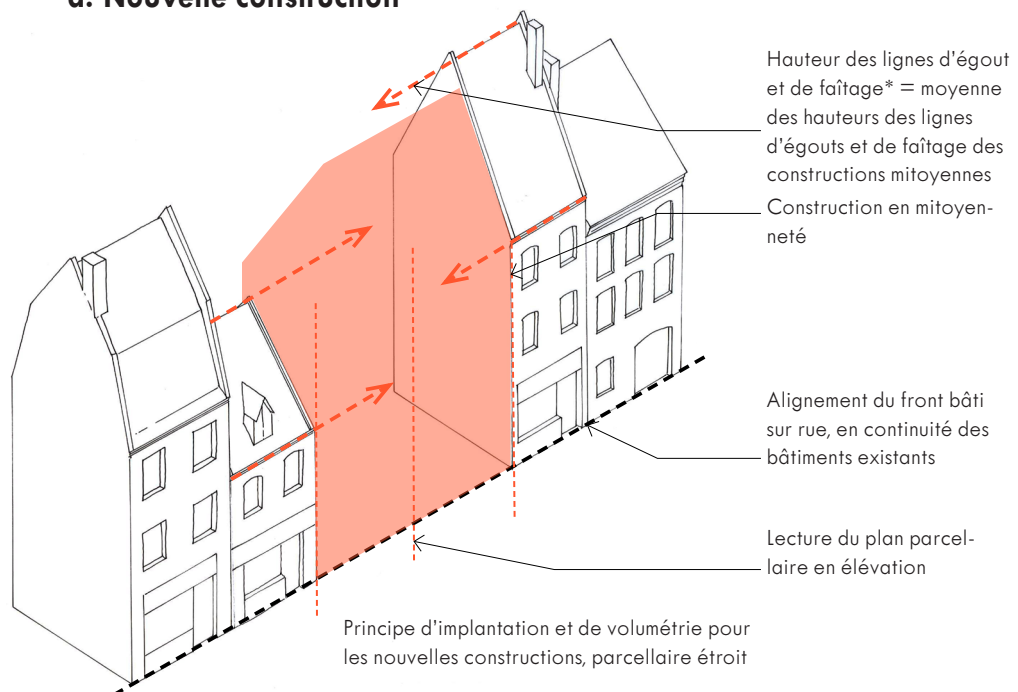 a. Nouvelle construction
Hauteur des lignes d'égout
et de faîtage* = moyenne
des hauteurs des lignes
d'égouts et de faîtage des
constructions mitoyennes
Construction en mitoyen-
neté
Alignement du front bâti
sur rue, en continuité des
bâtiments existants
Lecture du plan parcel-
laire en élévation
Principe d'implantation et de volumétrie pour
les nouvelles constructions, parcellaire étroit